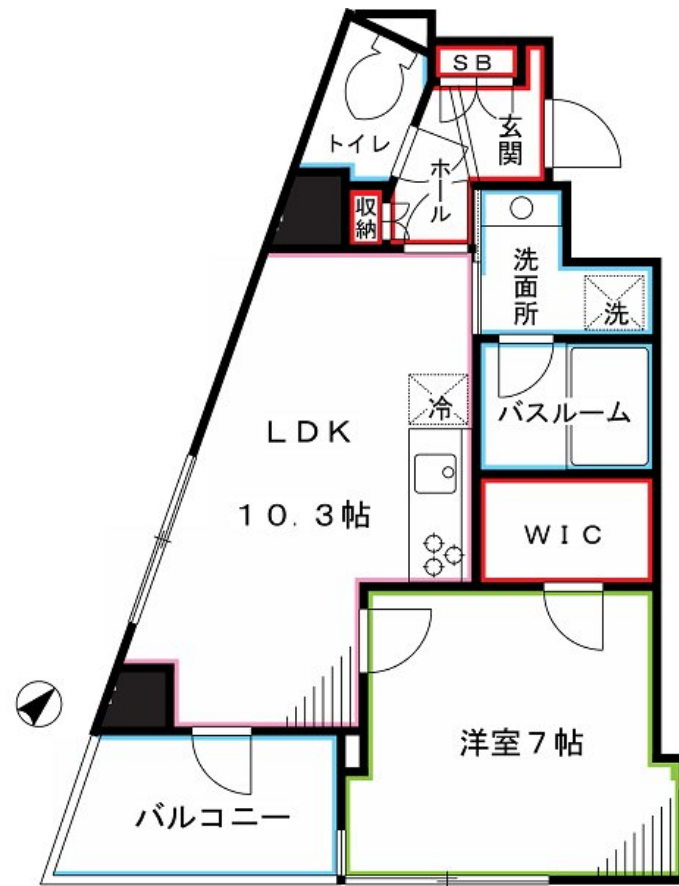 SB
玄関
トイレ
ホール
収納
洗面所
洗
冷
バスルーム
LDK
10.3帖
WIC
洋室7帖
バルコニー